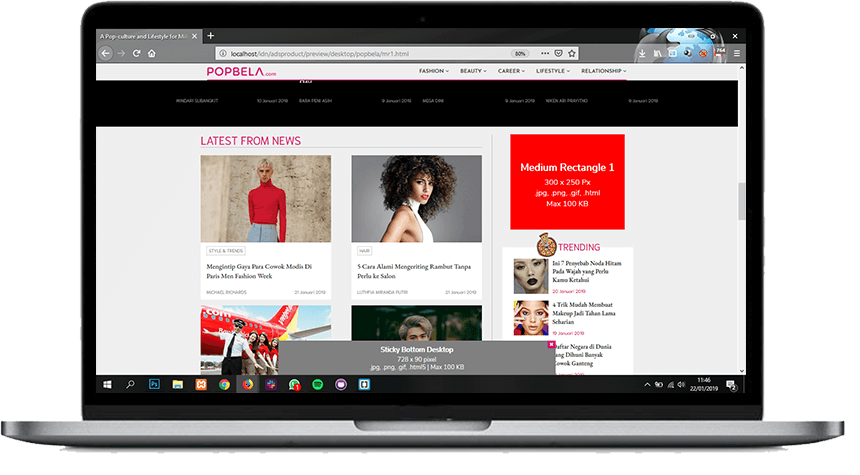 A Pop-culture and Lifestyle for Mil
localhost/idn/adsproduct/preview/desktop/popbela/mr1.html
80%
764
POPBELA.com
FASHION
BEAUTY
CAREER
LIFESTYLE
RELATIONSHIP
WINDARI SUBANGKIT
10 Januari 2019
RARA PENI ASIH
9 Januari 2019
MEGA DINI
9 Januari 2019
NIKEN ARI PRAYITNO
9 Januari 2019
LATEST FROM NEWS
STYLE & TRENDS
Mengintip Gaya Para Cowok Modis Di
Paris Men Fashion Week
MICHAEL RICHARDS
21 Januari 2019
HAIR
5 Cara Alami Mengeriting Rambut Tanpa
Perlu ke Salon
LUTHFIA AMANDA PUTRI
21 Januari 2019
Medium Rectangle 1
300 x 250 Px
.jpg, .png, .gif, .html
Max 100 KB
TRENDING
Ini 7 Penyebab Noda Hitam
Pada Wajah yang Perlu
Kamu Ketahui
20 Januari 2019
4 Trik Mudah Membuat
Makeup Jadi Tahan Lama
Seharian
19 Januari 2019
Daftar Negara di Dunia
yang Dihuni Banyak
Cowok Ganteng
Sticky Bottom Desktop
728 x 90 pixel
.jpg, .png, .gif, .html5 | Max 100 KB
Ps
11:46
22/01/2019